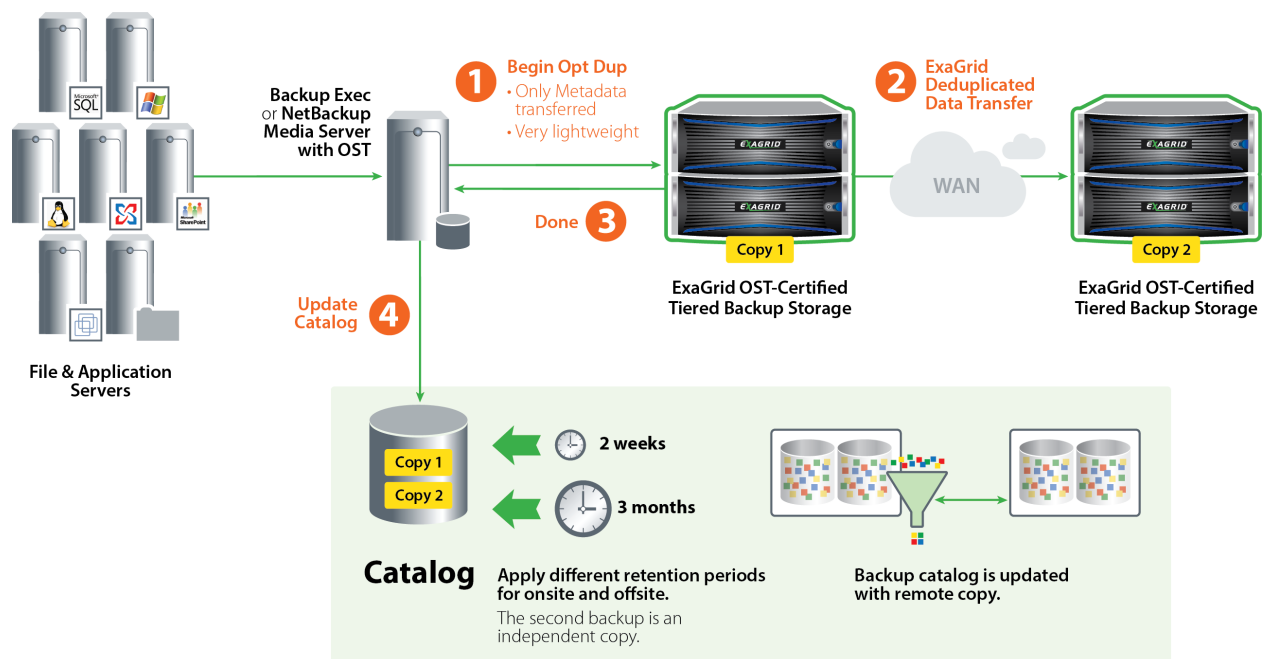 Microsoft
SQL
Microsoft
SharePoint
File & Application
Servers
Backup Exec
or NetBackup
Media Server
with OST
1
Begin Opt Dup
• Only Metadata
transferred
• Very lightweight
Done
3
EXAGRID
EXAGRID
Copy 1
ExaGrid OST-Certified
Tiered Backup Storage
2
ExaGrid
Deduplicated
Data Transfer
WAN
EXAGRID
EXAGRID
Copy 2
ExaGrid OST-Certified
Tiered Backup Storage
Update
Catalog
4
Copy 1
Copy 2
2 weeks
3 months
Catalog
Apply different retention periods
for onsite and offsite.
The second backup is an
independent copy.
Backup catalog is updated
with remote copy.